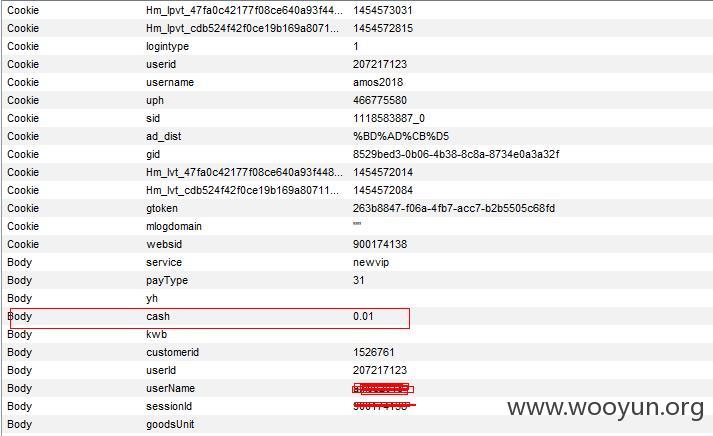 Cookie Hm_lpvt_47fa0c42177f08ce640a93f44... 1454573031
Cookie Hm_lpvt_cdb524f42f0ce19b169a8071... 1454572815
Cookie logintype 1
Cookie userid 207217123
Cookie username amos2018
Cookie uph 466775580
Cookie sid 1118583887_0
Cookie ad_dist %BD%AD%CB%D5
Cookie gid 8529bed3-0b06-4b38-8c8a-8734e0a3a32f
Cookie Hm_lvt_47fa0c42177f08ce640a93f448... 1454572014
Cookie Hm_lvt_cdb524f42f0ce19b169a80711... 1454572084
Cookie gtoken 263b8847-f06a-4fb7-acc7-b2b5505c68fd
Cookie mlogdomain ""
Cookie websid 900174138
Body service newvip
Body payType 31
Body yh
Body cash 0.01
Body kwb
Body customerid 1526761
Body userId 207217123
Body userName
Body sessionId
Body goodsUnit
www.wooyun.org